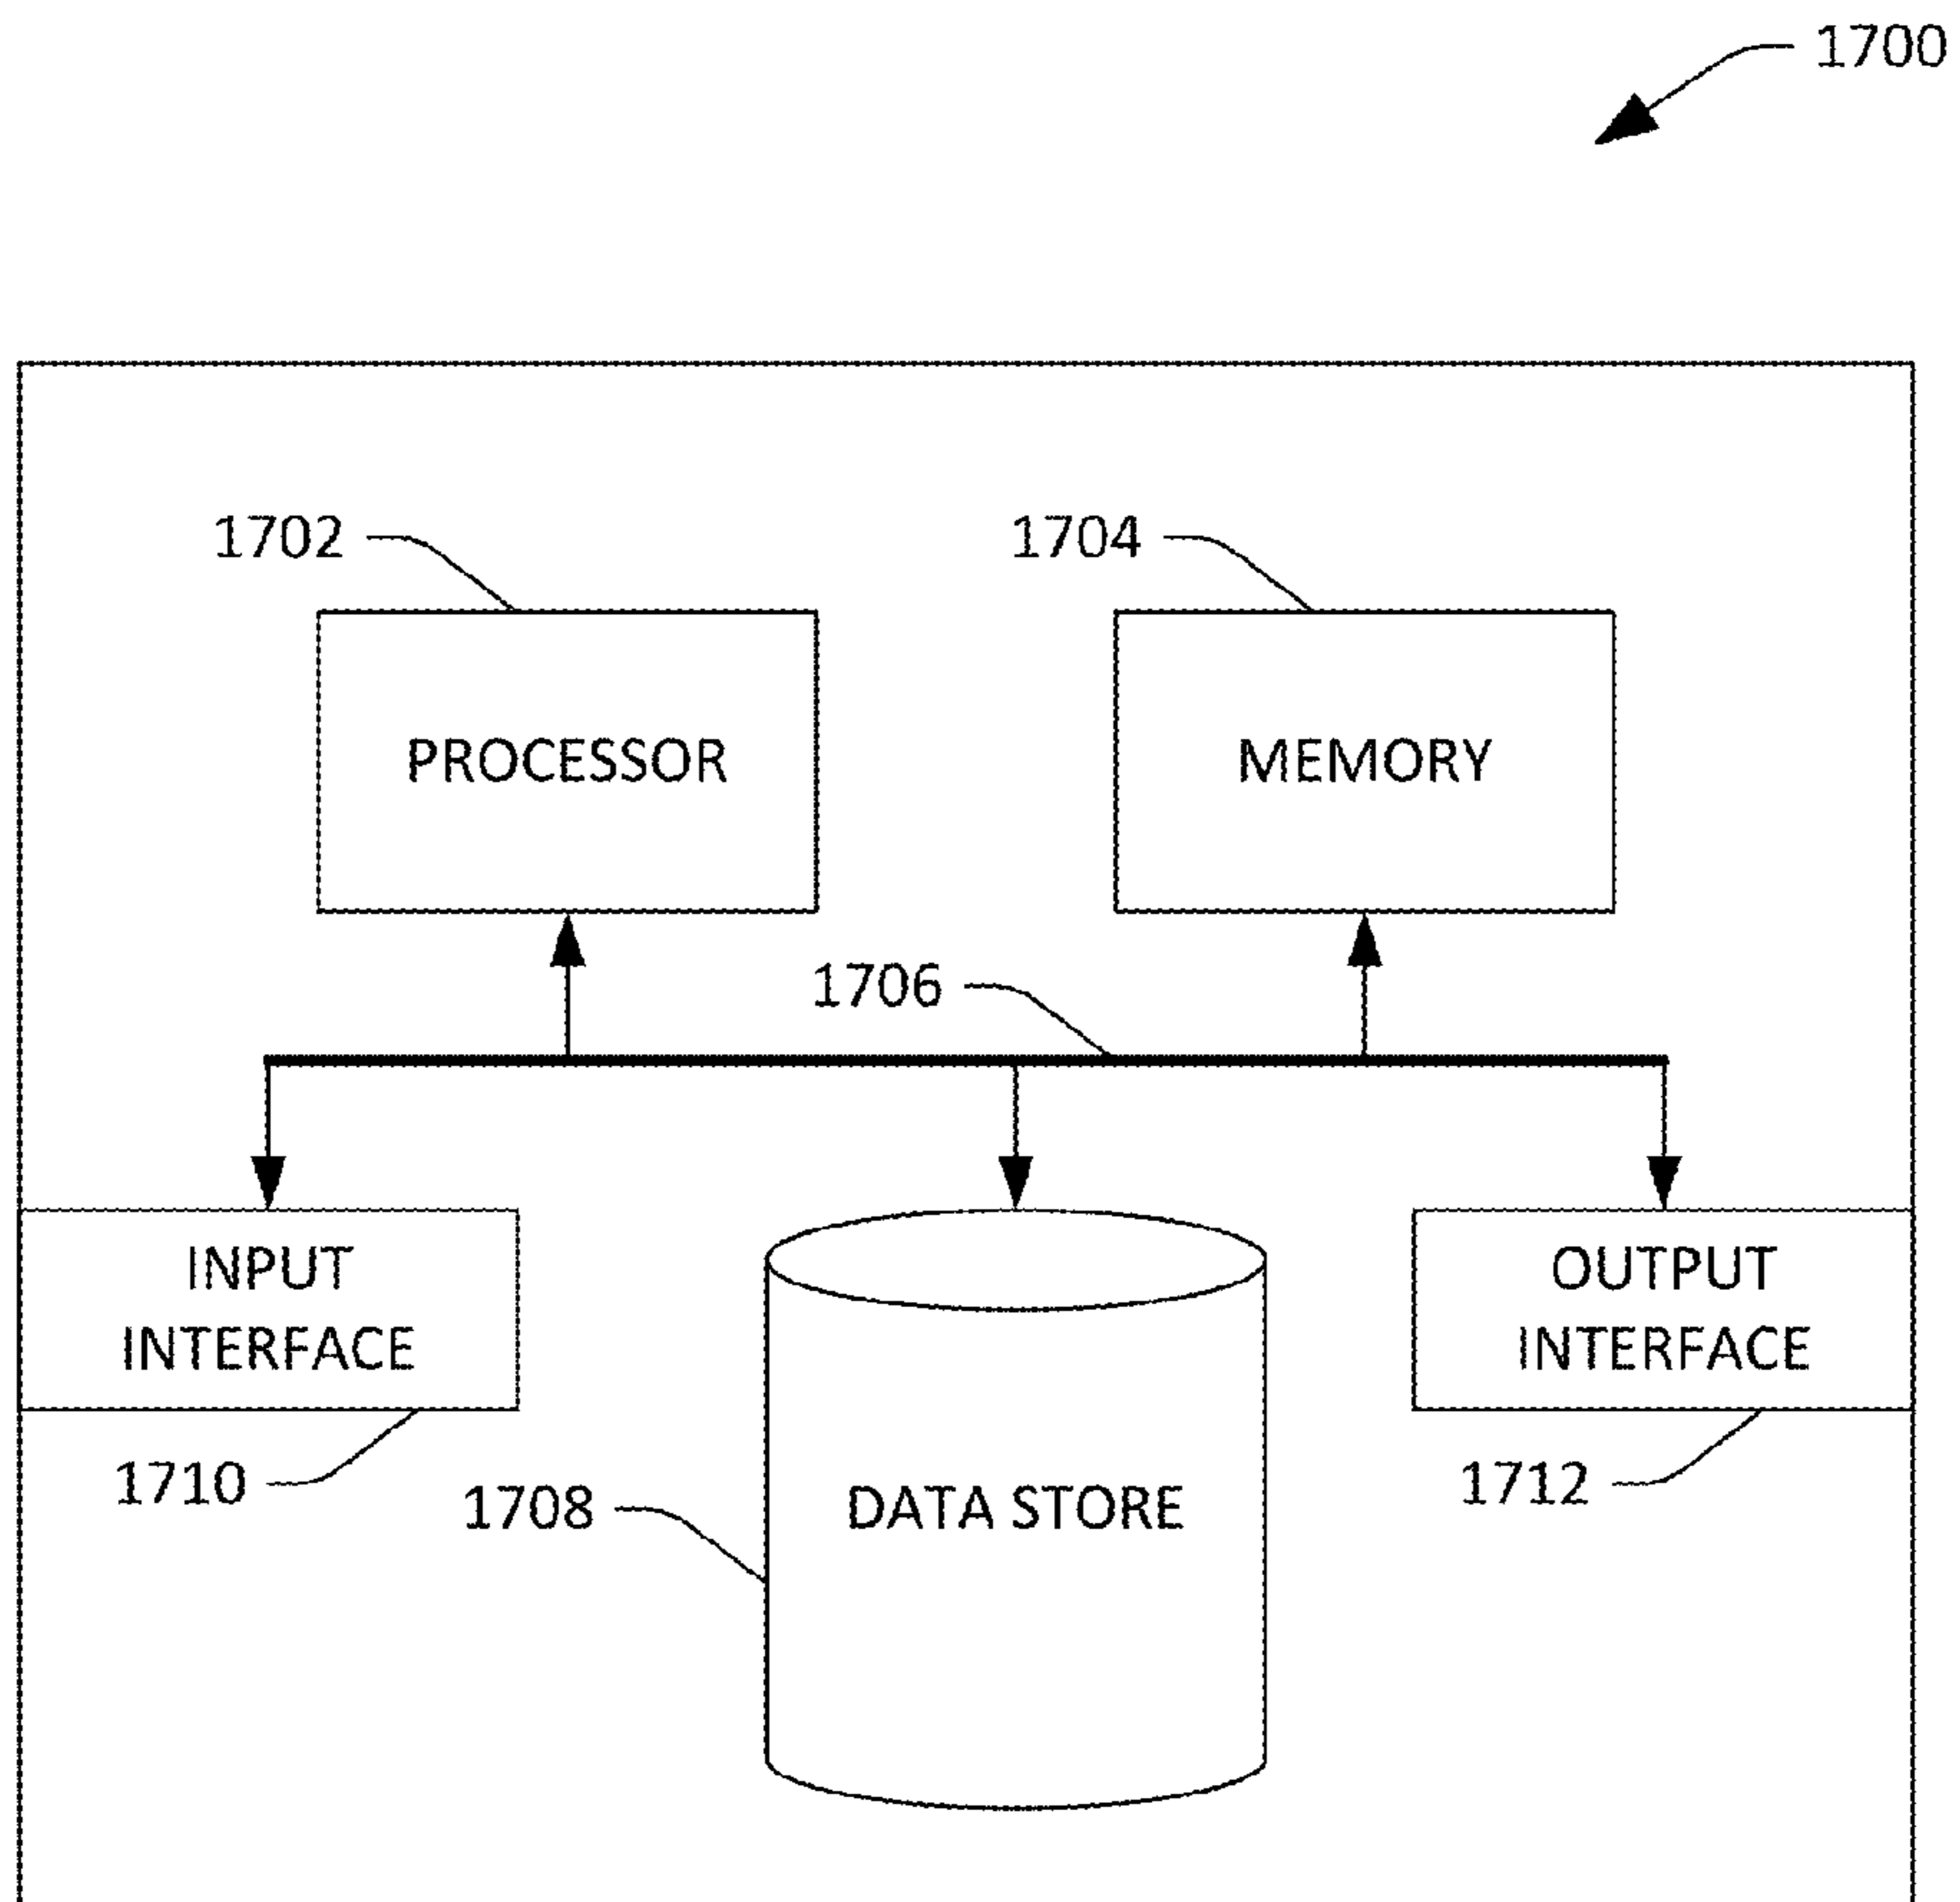 1700
1702
1704
PROCESSOR
MEMORY
1706
INPUT
INTERFACE
OUTPUT
INTERFACE
1710
1708
DATA STORE
1712